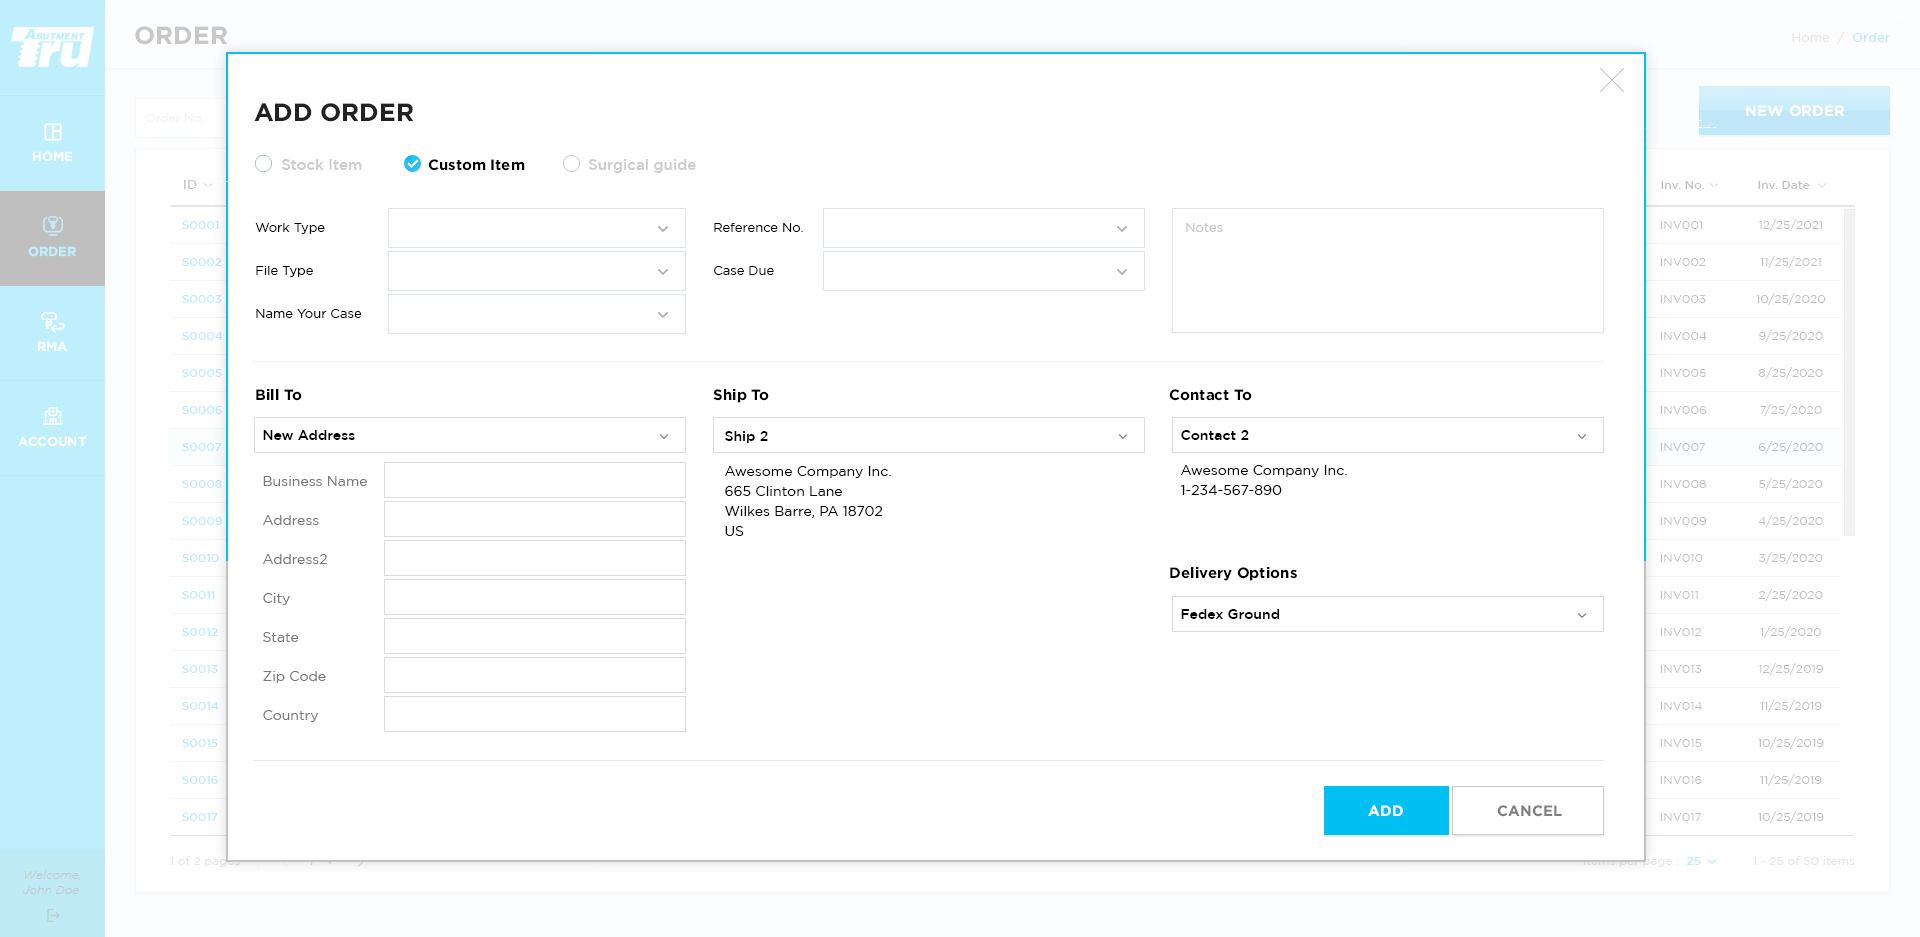 ABUTMENT
Tru
ORDER
Home / Order
Order No.
NEW ORDER
HOME
ORDER
RMA
ACCOUNT
Welcome,
John Doe
ADD ORDER
Stock Item
Custom Item
Surgical guide
Work Type
File Type
Name Your Case
Reference No.
Case Due
Notes
Bill To
New Address
Business Name
Address
Address2
City
State
Zip Code
Country
Ship To
Ship 2
Awesome Company Inc.
665 Clinton Lane
Wilkes Barre, PA 18702
US
Contact To
Contact 2
Awesome Company Inc.
1-234-567-890
Delivery Options
Fedex Ground
ADD
CANCEL
ID Inv. No. Inv. Date
S0001 INV001 12/25/2021
S0002 INV002 11/25/2021
S0003 INV003 10/25/2020
S0004 INV004 9/25/2020
S0005 INV005 8/25/2020
S0006 INV006 7/25/2020
S0007 INV007 6/25/2020
S0008 INV008 5/25/2020
S0009 INV009 4/25/2020
S0010 INV010 3/25/2020
S0011 INV011 2/25/2020
S0012 INV012 1/25/2020
S0013 INV013 12/25/2019
S0014 INV014 11/25/2019
S0015 INV015 10/25/2019
S0016 INV016 11/25/2019
S0017 INV017 10/25/2019
1 of 2 pages
Items per page : 25
1 - 25 of 50 items